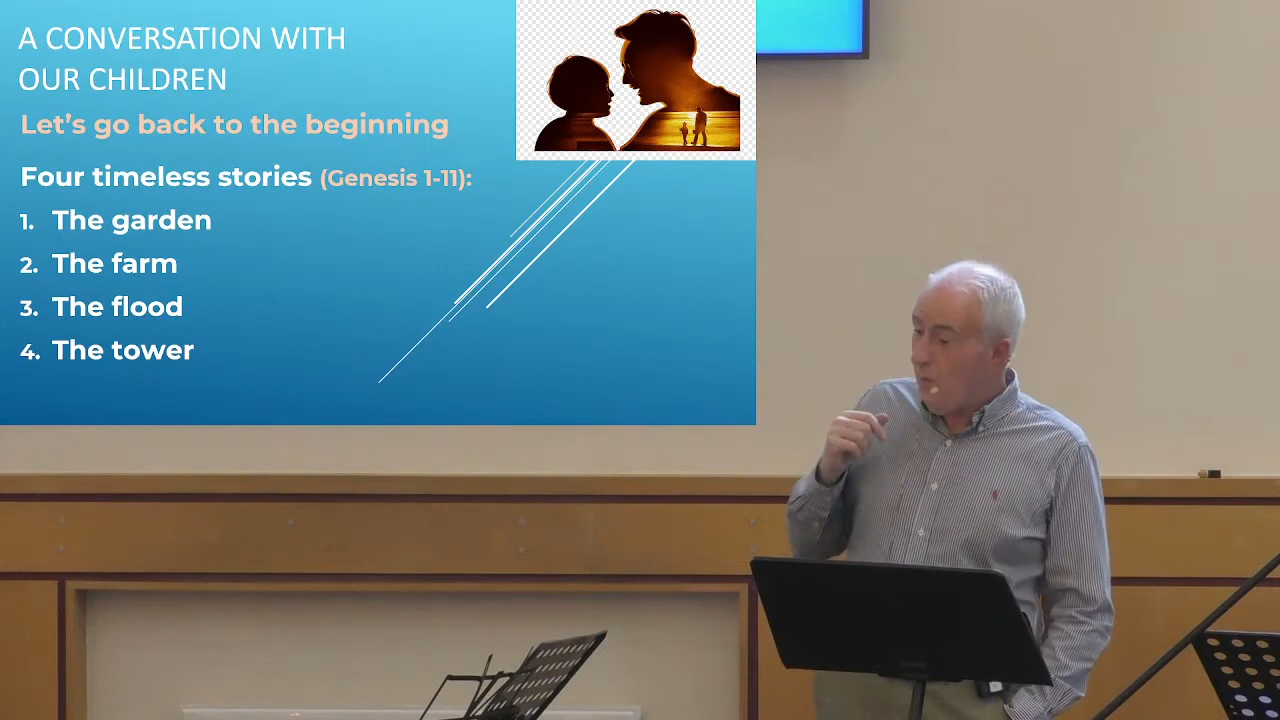 A CONVERSATION WITH
OUR CHILDREN
Let's go back to the beginning
Four timeless stories (Genesis 1-11):
1. The garden
2. The farm
3. The flood
4. The tower